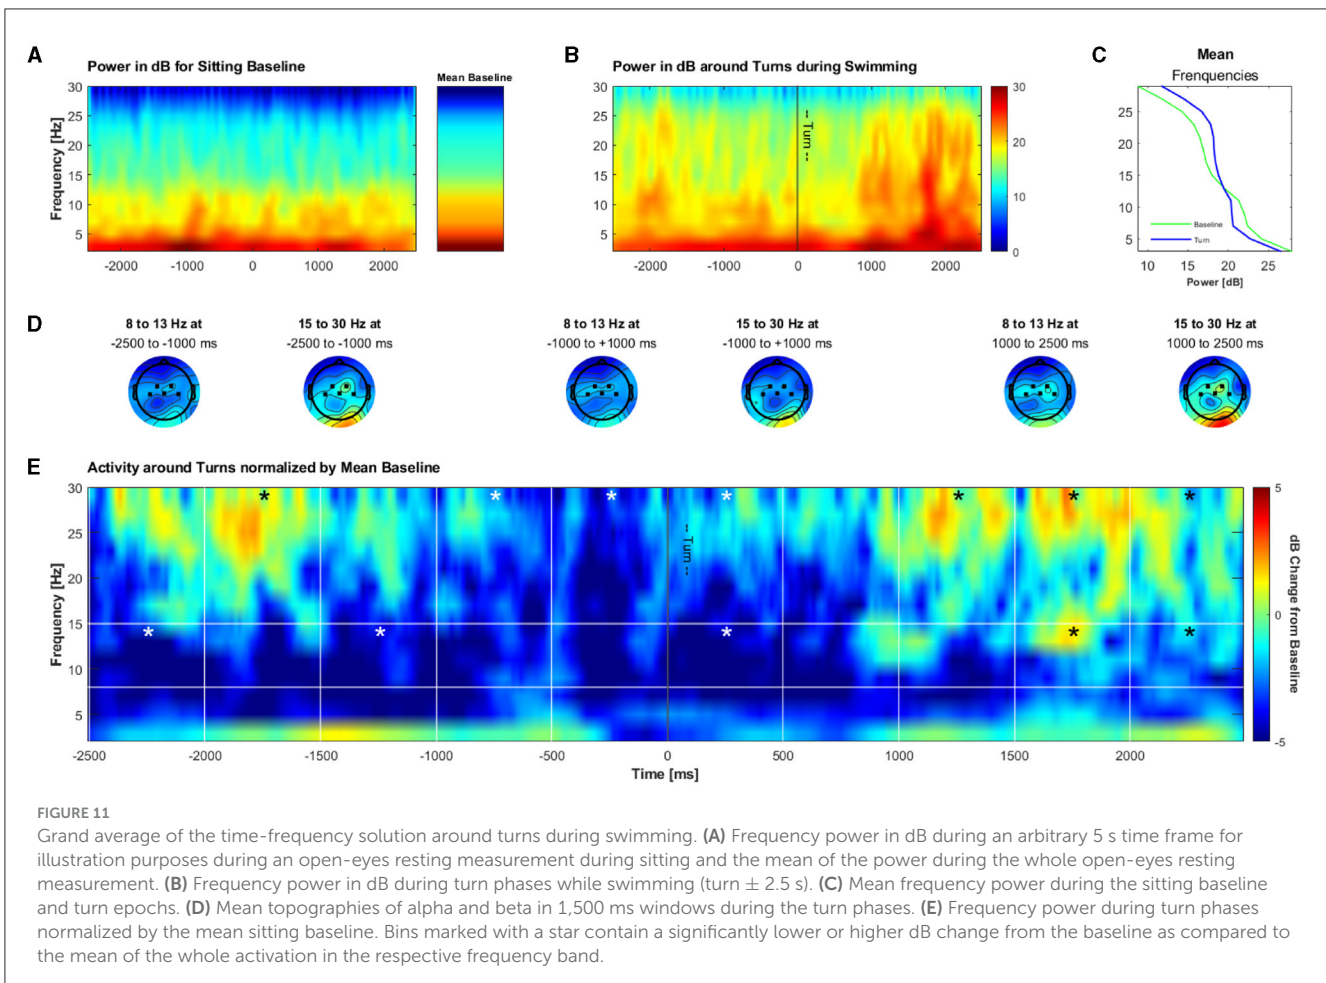 A
Power in dB for Sitting Baseline
Mean Baseline
30
25
20
15
10
5
Frequency [Hz]
-2000 -1000 0 1000 2000
B
Power in dB around Turns during Swimming
30
25
20
15
10
5
-- Turn --
-2000 -1000 0 1000 2000
30
20
10
0
C
Mean
Frenquencies
29
25
21
17
13
9
5
Baseline
Turn
10 15 20 25
Power [dB]
D
8 to 13 Hz at
-2500 to -1000 ms
15 to 30 Hz at
-2500 to -1000 ms
8 to 13 Hz at
-1000 to +1000 ms
15 to 30 Hz at
-1000 to +1000 ms
8 to 13 Hz at
1000 to 2500 ms
15 to 30 Hz at
1000 to 2500 ms
E
Activity around Turns normalized by Mean Baseline
30
25
20
15
10
5
Frequency [Hz]
* * * * * * *
* * * * *
-- Turn --
-2500 -2000 -1500 -1000 -500 0 500 1000 1500 2000
Time [ms]
5
0
-5
dB Change from Baseline
FIGURE 11
Grand average of the time-frequency solution around turns during swimming. (A) Frequency power in dB during an arbitrary 5 s time frame for
illustration purposes during an open-eyes resting measurement during sitting and the mean of the power during the whole open-eyes resting
measurement. (B) Frequency power in dB during turn phases while swimming (turn ± 2.5 s). (C) Mean frequency power during the sitting baseline
and turn epochs. (D) Mean topographies of alpha and beta in 1,500 ms windows during the turn phases. (E) Frequency power during turn phases
normalized by the mean sitting baseline. Bins marked with a star contain a significantly lower or higher dB change from the baseline as compared to
the mean of the whole activation in the respective frequency band.